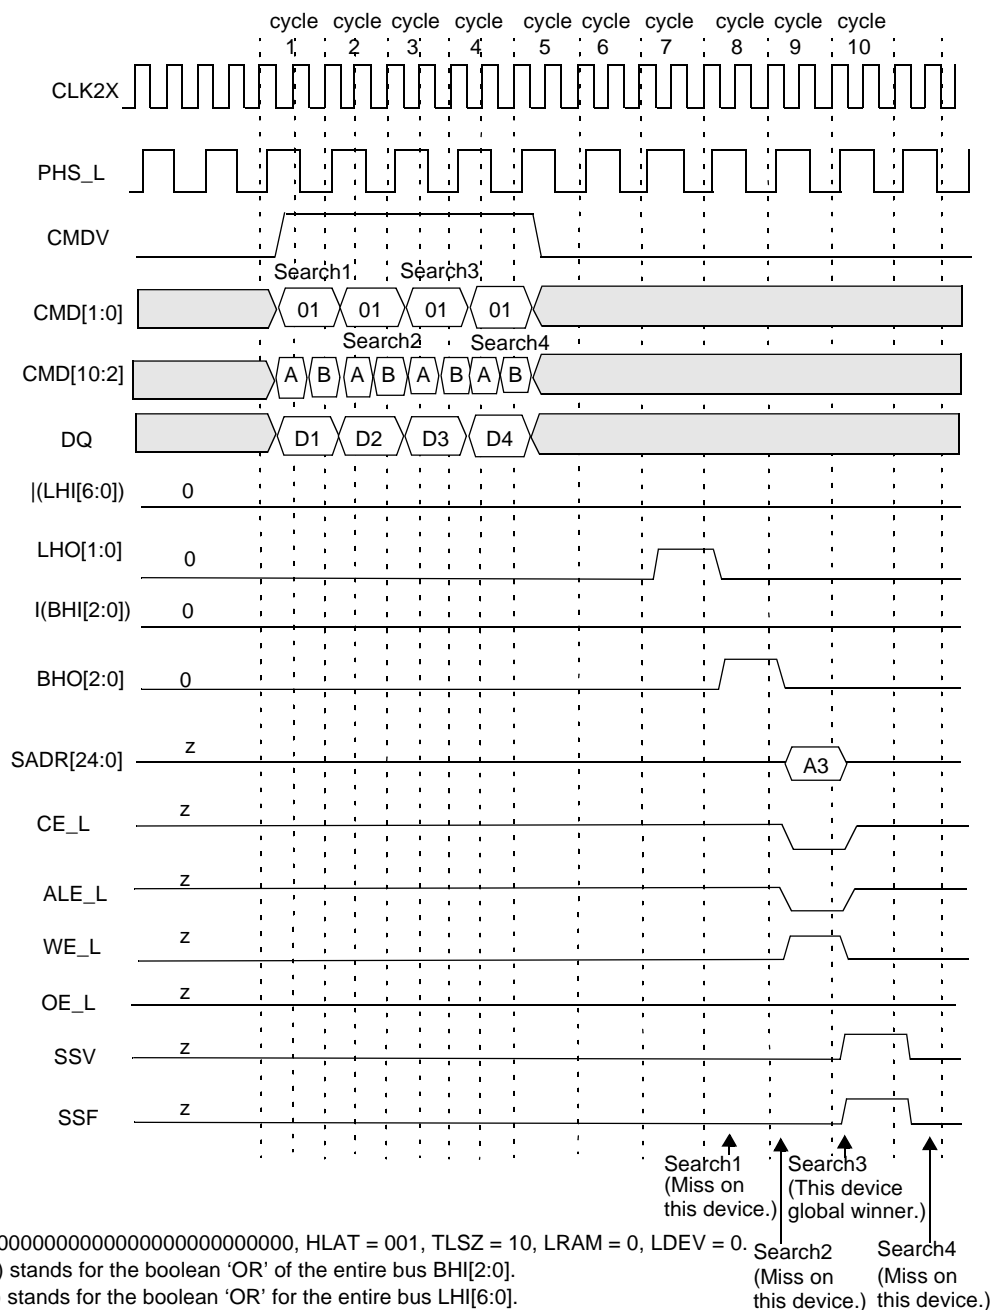 cycle cycle cycle cycle cycle cycle cycle cycle cycle cycle
1 2 3 4 5 6 7 8 9 10
CLK2X
PHS_L
CMDV
Search1 Search3
CMD[1:0] 01 01 01 01
Search2 Search4
CMD[10:2] A B A B A B A B
DQ D1 D2 D3 D4
|(LHI[6:0]) 0
LHO[1:0] 0
I(BHI[2:0]) 0
BHO[2:0] 0
SADR[24:0] z A3
CE_L z
ALE_L z
WE_L z
OE_L z
SSV z
SSF z
Search1 Search3
(Miss on (This device
this device.) global winner.)
HLAT = 001, TLSZ = 10, LRAM = 0, LDEV = 0.
Search2 Search4
) stands for the boolean ‘OR’ of the entire bus BHI[2:0].
(Miss on (Miss on
stands for the boolean ‘OR’ for the entire bus LHI[6:0].
this device.) this device.)